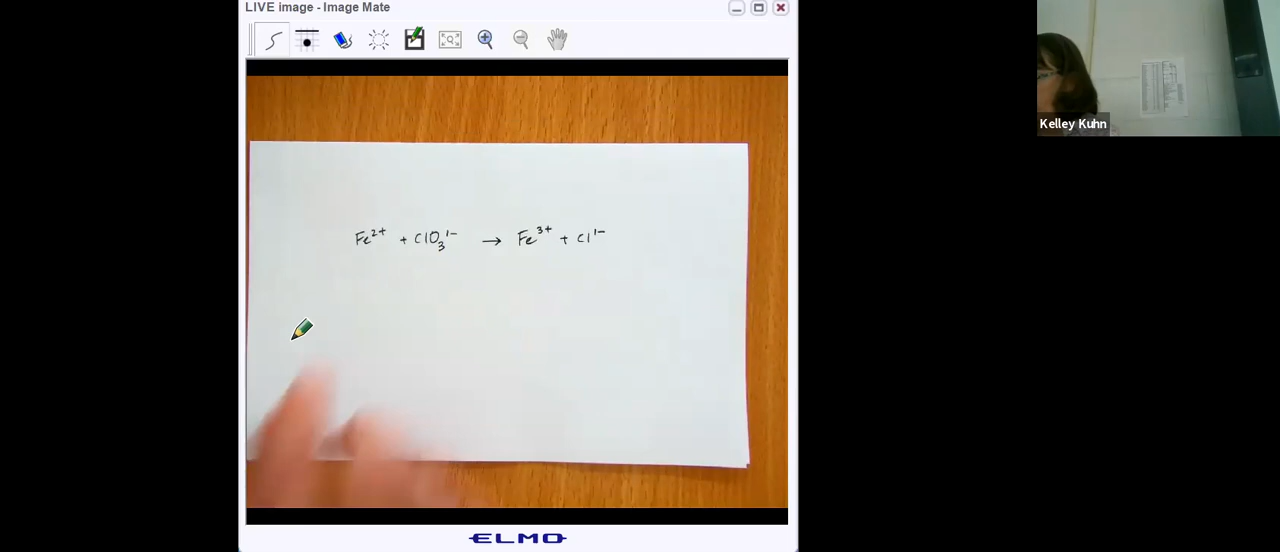 LIVE image - Image Mate
Kelley Kuhn
Fe²⁺ + ClO₃¹⁻ → Fe³⁺ + Cl¹⁻
ELMO